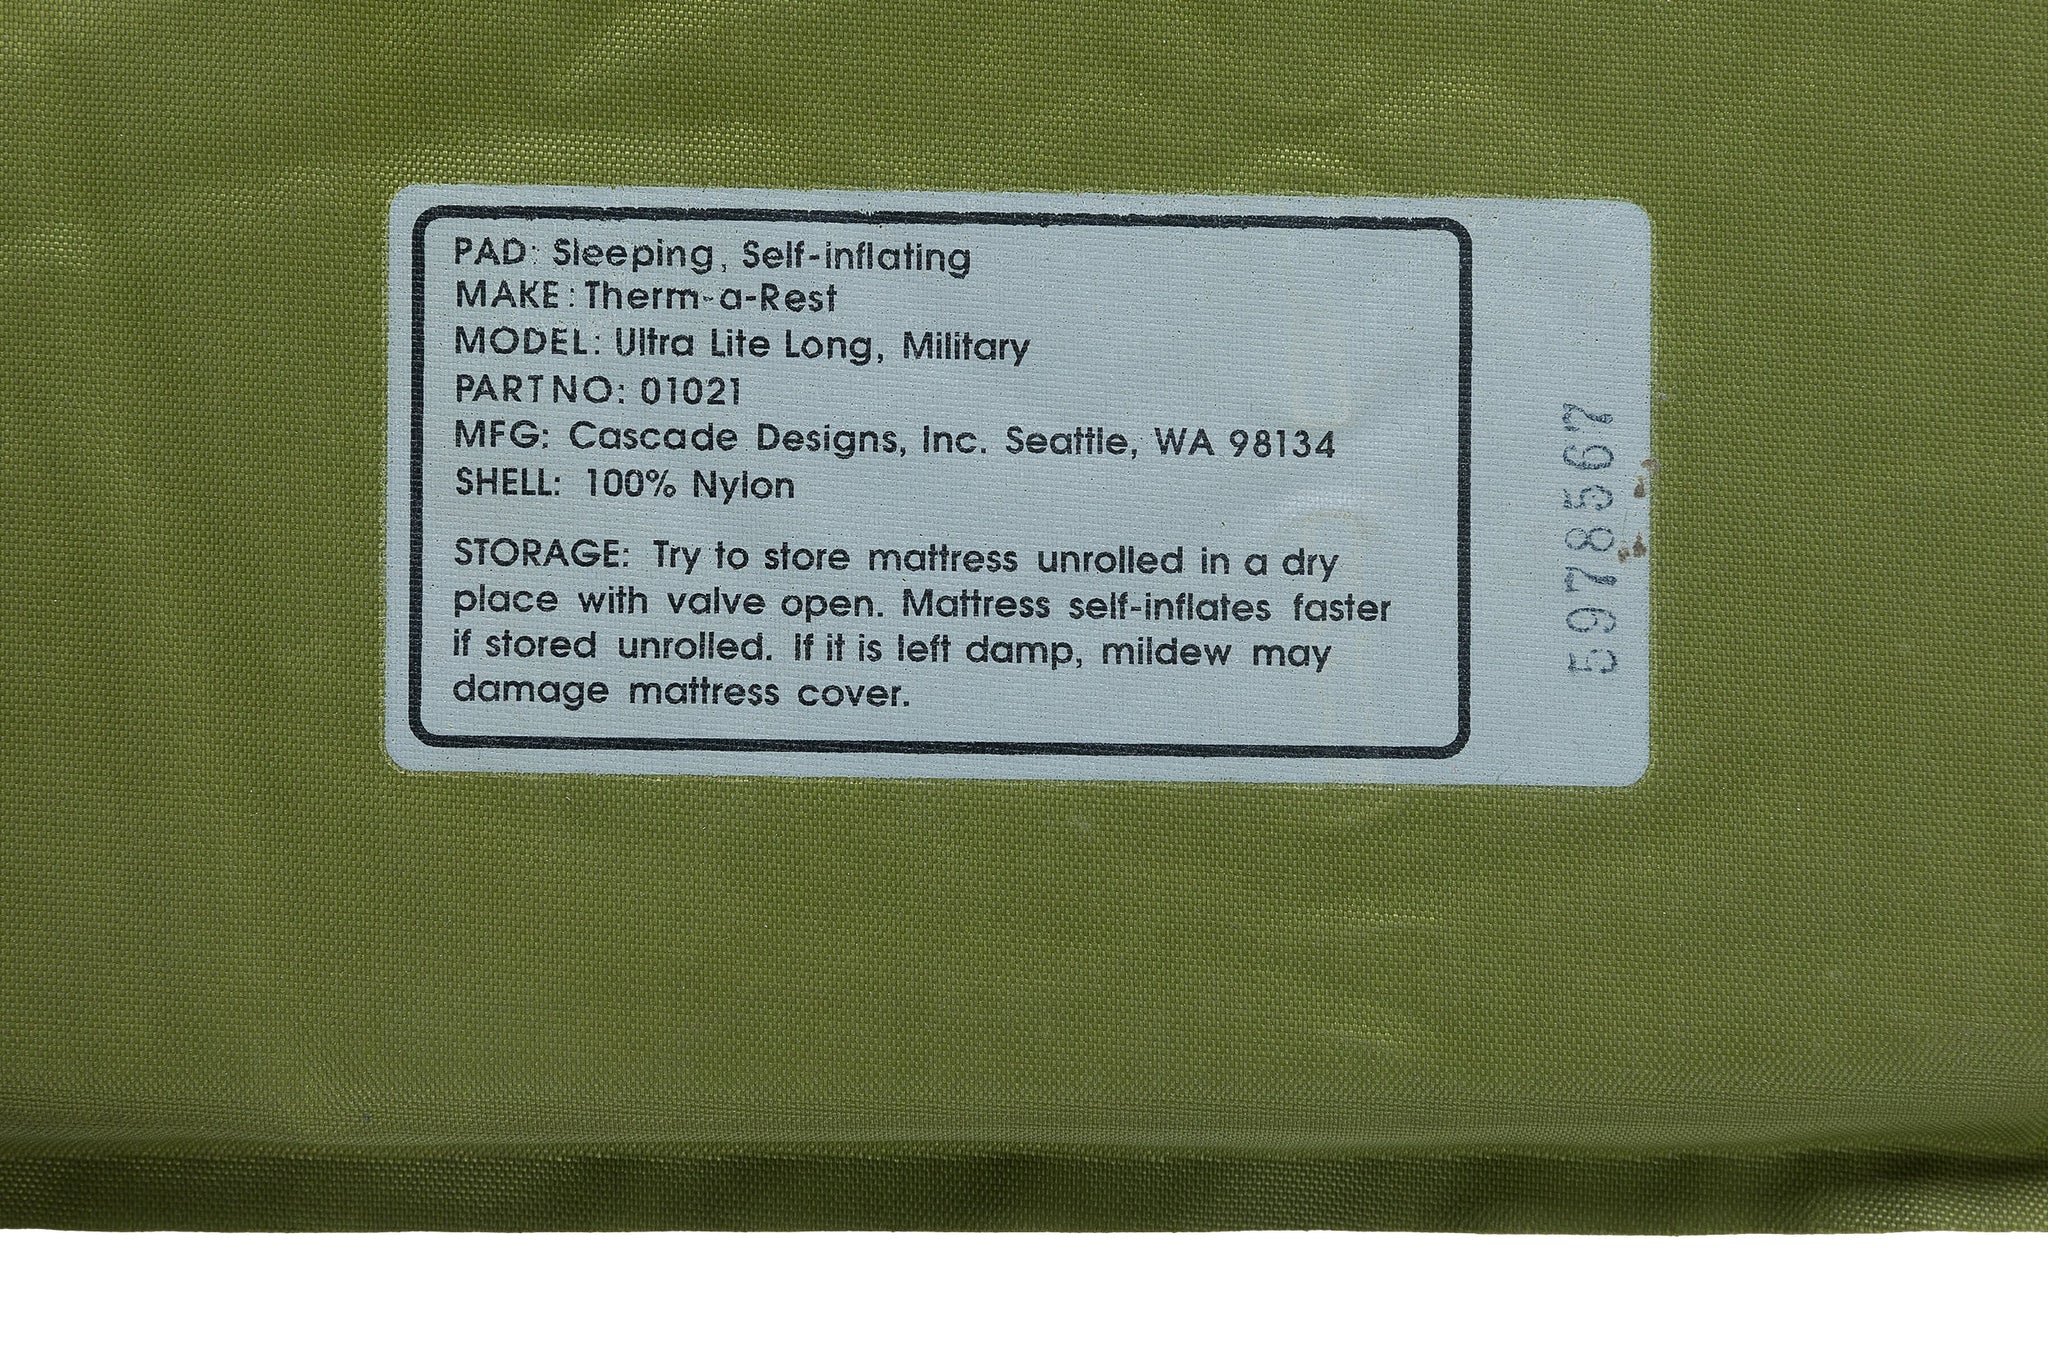 PAD: Sleeping, Self-inflating
MAKE: Therm-a-Rest
MODEL: Ultra Lite Long, Military
PART NO: 01021
MFG: Cascade Designs, Inc. Seattle, WA 98134
SHELL: 100% Nylon
STORAGE: Try to store mattress unrolled in a dry
place with valve open. Mattress self-inflates faster
if stored unrolled. If it is left damp, mildew may
damage mattress cover.
5978567